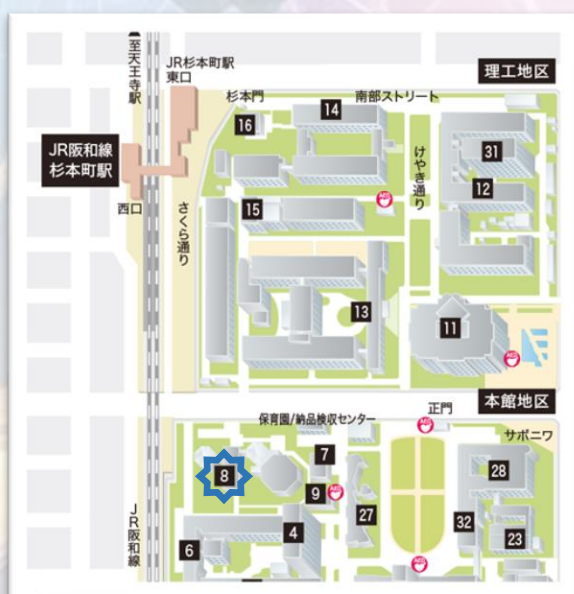 至天王寺駅
JR杉本町駅
東口
理工地区
杉本門
南部ストリート
14
16
JR阪和線
杉本町駅
31
けやき通り
12
西口
さくら通り
15
13
11
AED
本館地区
正門
保育園/納品検収センター
サボニワ
7
8
28
9
27
4
32
23
6
JR阪和線